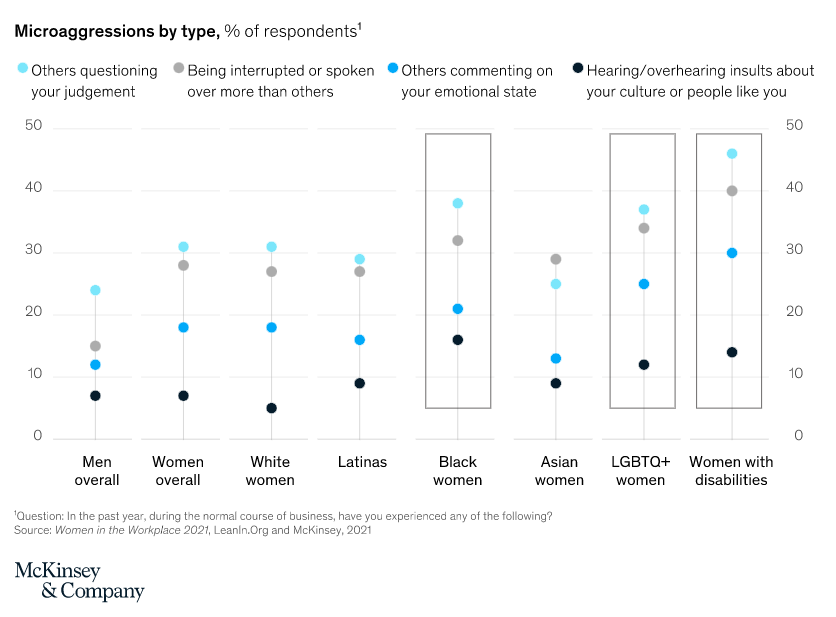 Microaggressions by type, % of respondents¹
Others questioning your judgement
Being interrupted or spoken over more than others
Others commenting on your emotional state
Hearing/overhearing insults about your culture or people like you
50 50
40 40
30 30
20 20
10 10
0 0
Men overall
Women overall
White women
Latinas
Black women
Asian women
LGBTQ+ women
Women with disabilities
¹Question: In the past year, during the normal course of business, have you experienced any of the following?
Source: Women in the Workplace 2021, LeanIn.Org and McKinsey, 2021
McKinsey
& Company